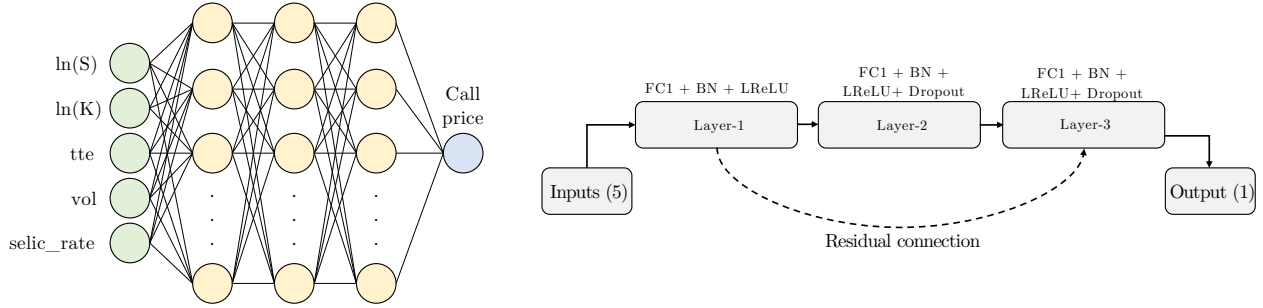 ln(S)
ln(K)
tte
vol
selic_rate
Call
price
FC1 + BN + LReLU
Layer-1
FC1 + BN +
LReLU+ Dropout
Layer-2
FC1 + BN +
LReLU+ Dropout
Layer-3
Inputs (5)
Output (1)
Residual connection